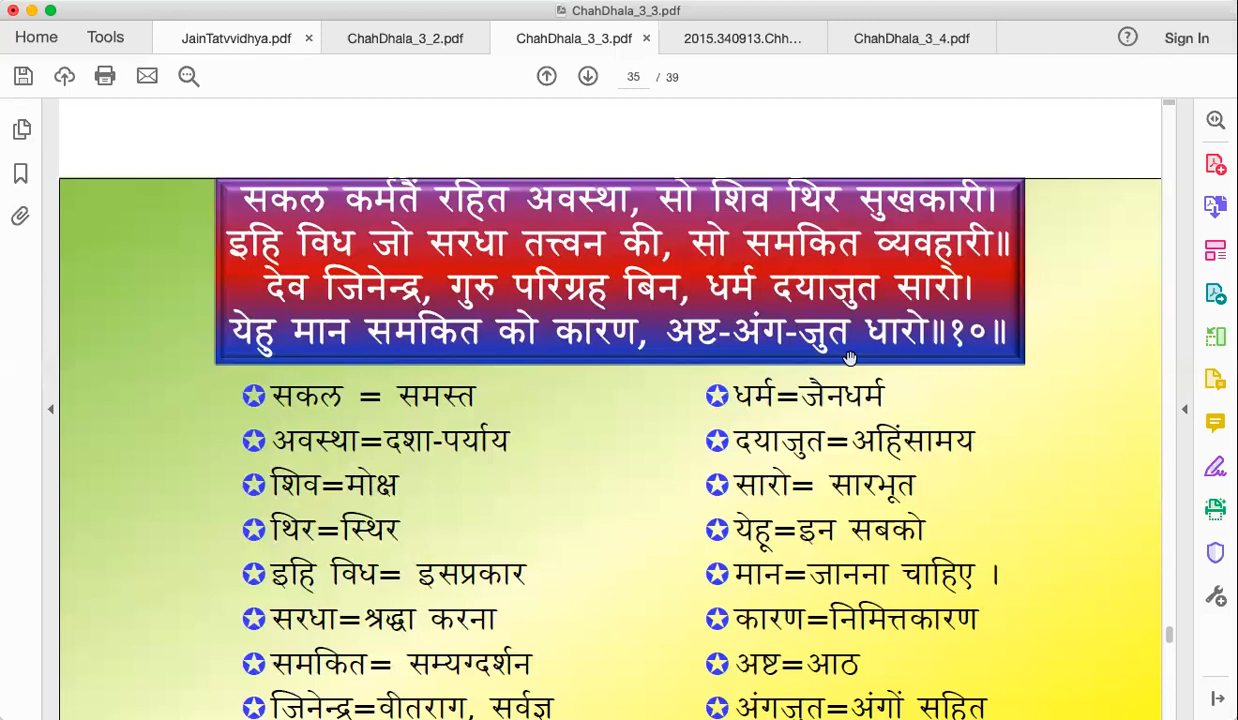 ChahDhala_3_3.pdf
Home Tools JainTatvvidhya.pdf × ChahDhala_3_2.pdf ChahDhala_3_3.pdf × 2015.340913.Chh... ChahDhala_3_4.pdf ? Sign In
35 / 39
सकल कर्मतैं रहित अवस्था, सो शिव थिर सुखकारी।
इहि विध जो सरधा तत्त्वन की, सो समकित व्यवहारी॥
देव जिनेन्द्र, गुरु परिग्रह बिन, धर्म दयाजुत सारो।
येहु मान समकित को कारण, अष्ट-अंग-जुत धारो॥१०॥
सकल = समस्त
अवस्था=दशा-पर्याय
शिव=मोक्ष
थिर=स्थिर
इहि विध= इसप्रकार
सरधा=श्रद्धा करना
समकित= सम्यग्दर्शन
जिनेन्द्र=वीतराग, सर्वज्ञ
धर्म=जैनधर्म
दयाजुत=अहिंसामय
सारो= सारभूत
येहू=इन सबको
मान=जानना चाहिए ।
कारण=निमित्तकारण
अष्ट=आठ
अंगजुत=अंगों सहित